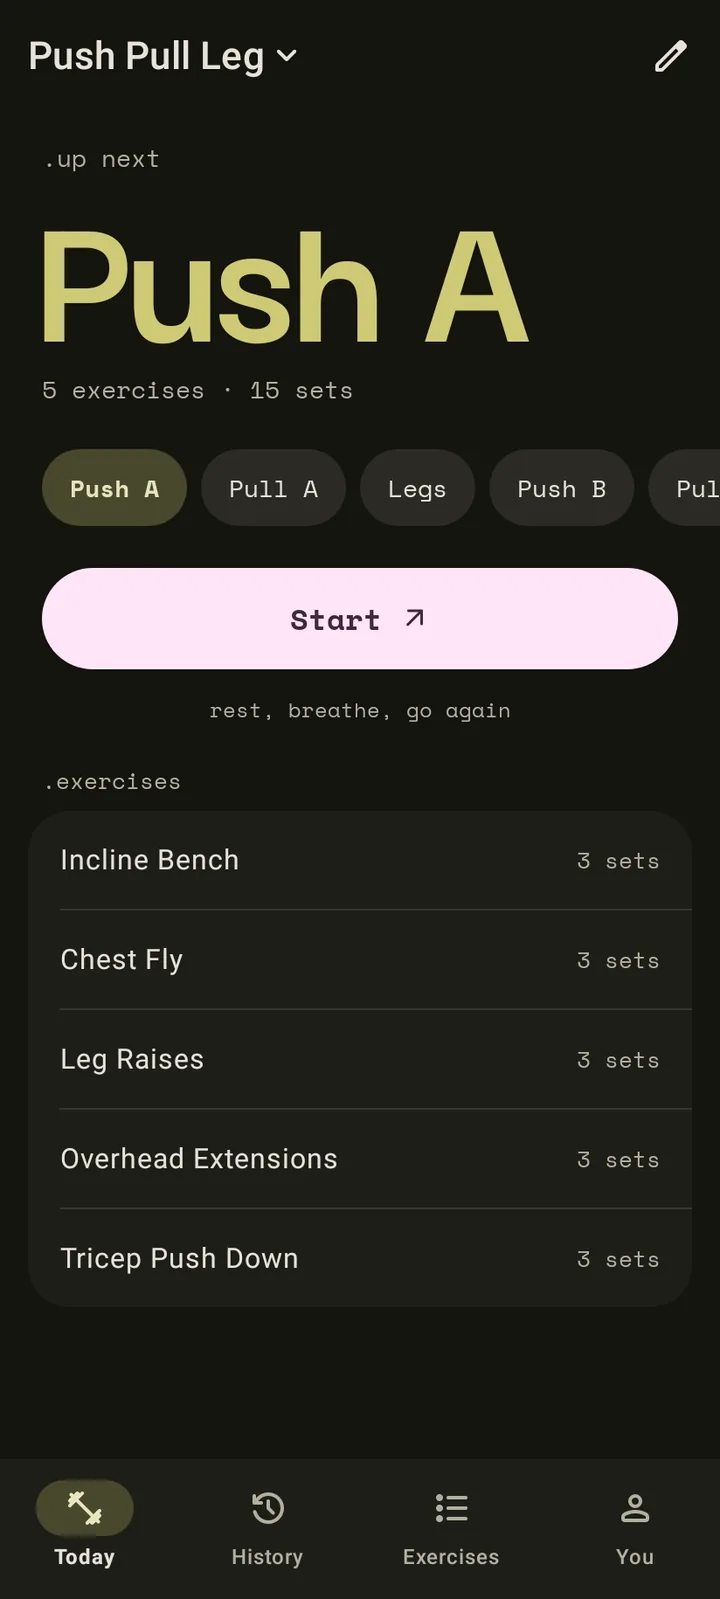 Push Pull Leg
.up next
Push A
5 exercises · 15 sets
Push A Pull A Legs Push B Pul
Start
rest, breathe, go again
.exercises
Incline Bench 3 sets
Chest Fly 3 sets
Leg Raises 3 sets
Overhead Extensions 3 sets
Tricep Push Down 3 sets
Today History Exercises You